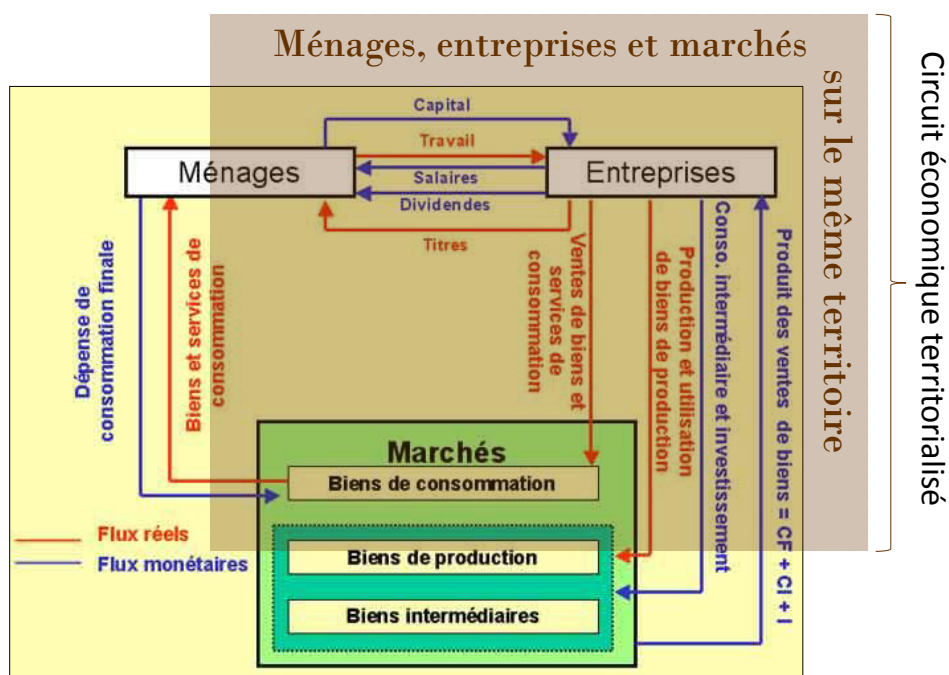 Ménages, entreprises et marchés
sur le même territoire
Circuit économique territorialisé
Capital
Travail
Ménages
Entreprises
Salaires
Dividendes
Titres
Dépense de
consommation finale
Biens et services de
consommation
Ventes de biens et
services de
consommation
Production et utilisation
de biens de production
Conso. intermédiaire et investissement
Produit des ventes de biens = CF + CI + I
Marchés
Biens de consommation
Flux réels
Flux monétaires
Biens de production
Biens intermédiaires